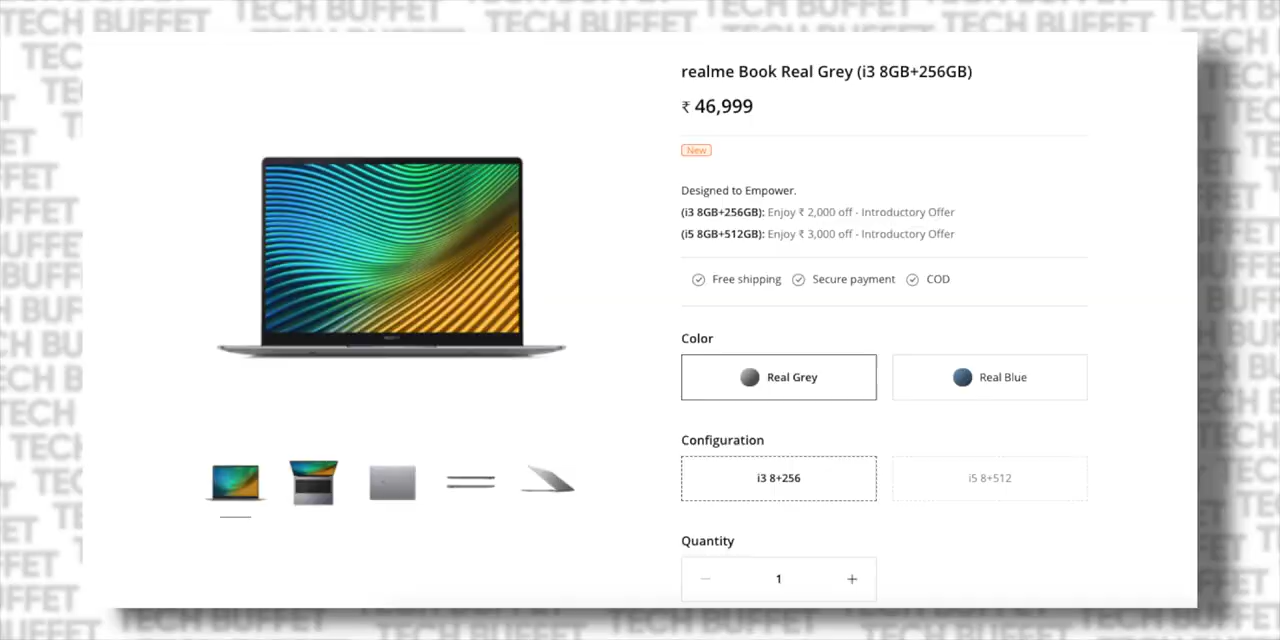 TECH BUFFET
realme Book Real Grey (i3 8GB+256GB)
₹ 46,999
New
Designed to Empower.
(i3 8GB+256GB): Enjoy ₹ 2,000 off - Introductory Offer
(i5 8GB+512GB): Enjoy ₹ 3,000 off - Introductory Offer
Free shipping Secure payment COD
Color
Real Grey Real Blue
Configuration
i3 8+256 i5 8+512
Quantity
— 1 +
TECH BUFFET